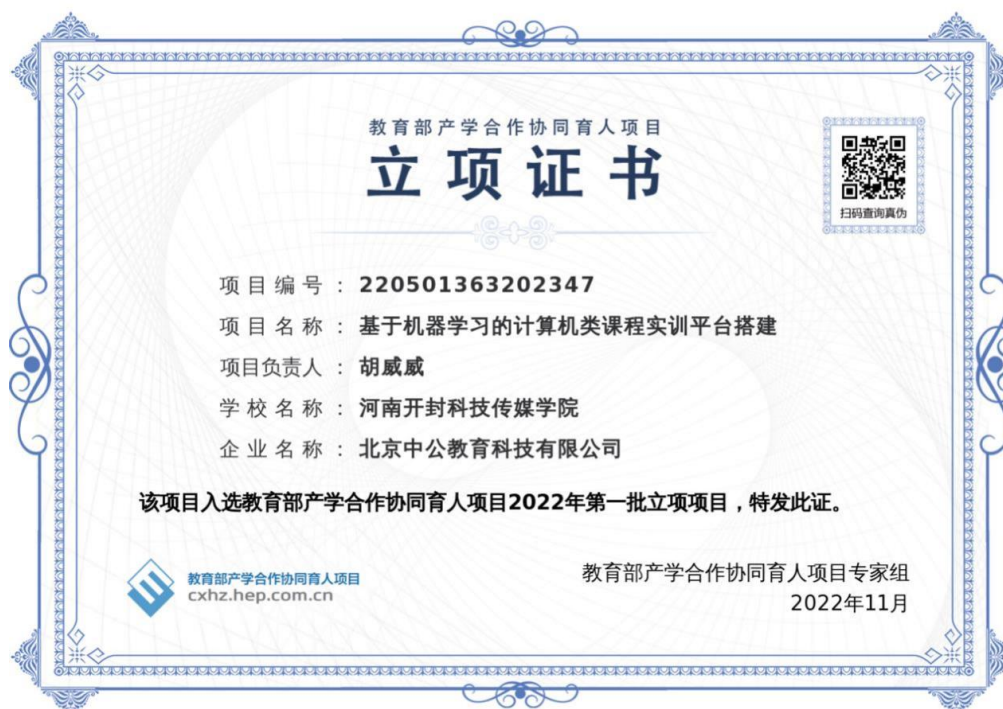 教育部产学合作协同育人项目
立项证书
扫码查询真伪
项目编号：220501363202347
项目名称：基于机器学习的计算机类课程实训平台搭建
项目负责人：胡威威
学校名称：河南开封科技传媒学院
企业名称：北京中公教育科技有限公司
该项目入选教育部产学合作协同育人项目2022年第一批立项项目，特发此证。
教育部产学合作协同育人项目
cxhz.hep.com.cn
教育部产学合作协同育人项目专家组
2022年11月